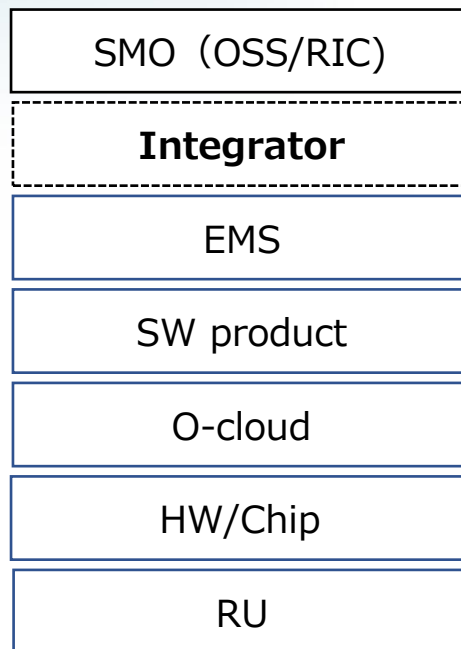 SMO（OSS/RIC)
Integrator
EMS
SW product
O-cloud
HW/Chip
RU